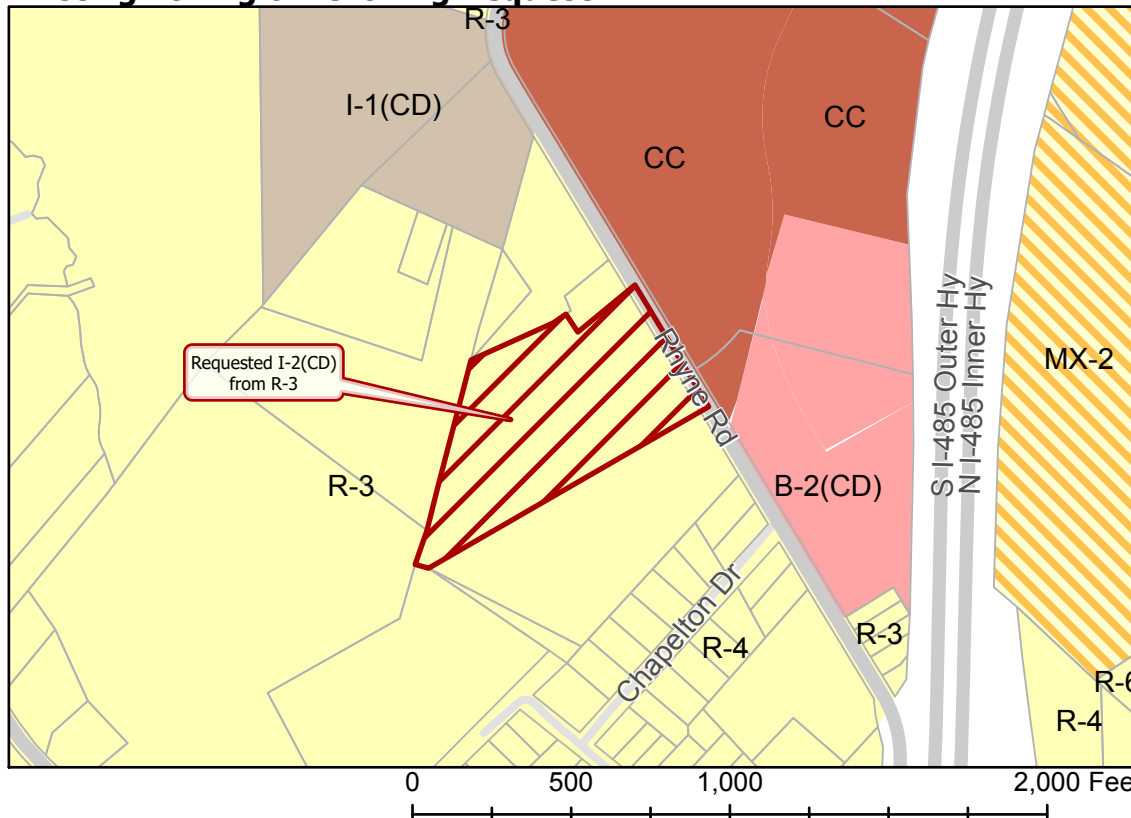 R-3
I-1(CD)
CC
CC
Requested I-2(CD)
from R-3
Rhyne Rd
S I-485 Outer Hy
N I-485 Inner Hy
MX-2
R-3
B-2(CD)
Chapelton Dr
R-4
R-3
R-6
R-4
0 500 1,000 2,000 Fee